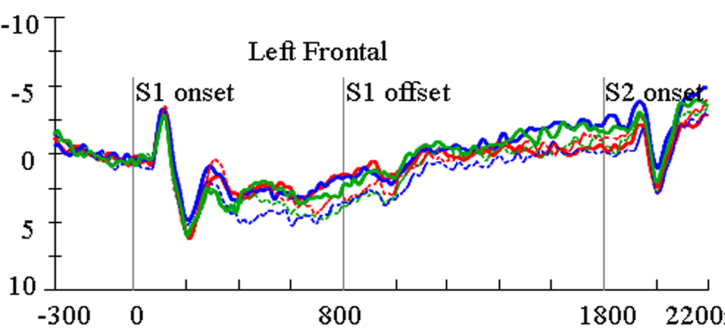 -10
Left Frontal
-5
S1 onset
S1 offset
S2 onset
0
5
10
-300
0
800
1800
2200